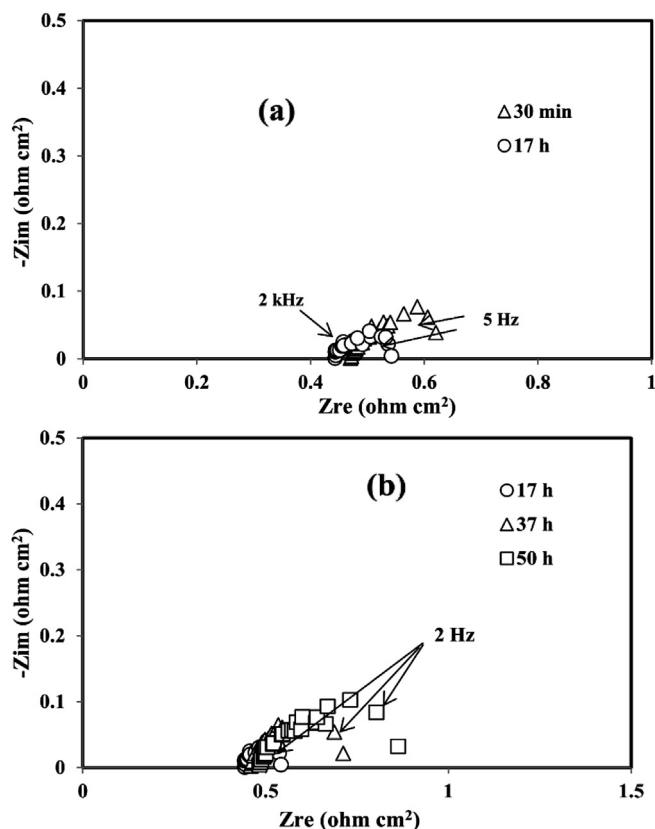 0.5
(a)
0.4
30 min
17 h
0.3
-Zim (ohm cm²)
0.2
2 kHz
0.1
5 Hz
0
0 0.2 0.4 0.6 0.8 1
Zre (ohm cm²)
0.5
(b)
17 h
0.4
37 h
50 h
0.3
-Zim (ohm cm²)
0.2
2 Hz
0.1
0
0 0.5 1 1.5
Zre (ohm cm²)